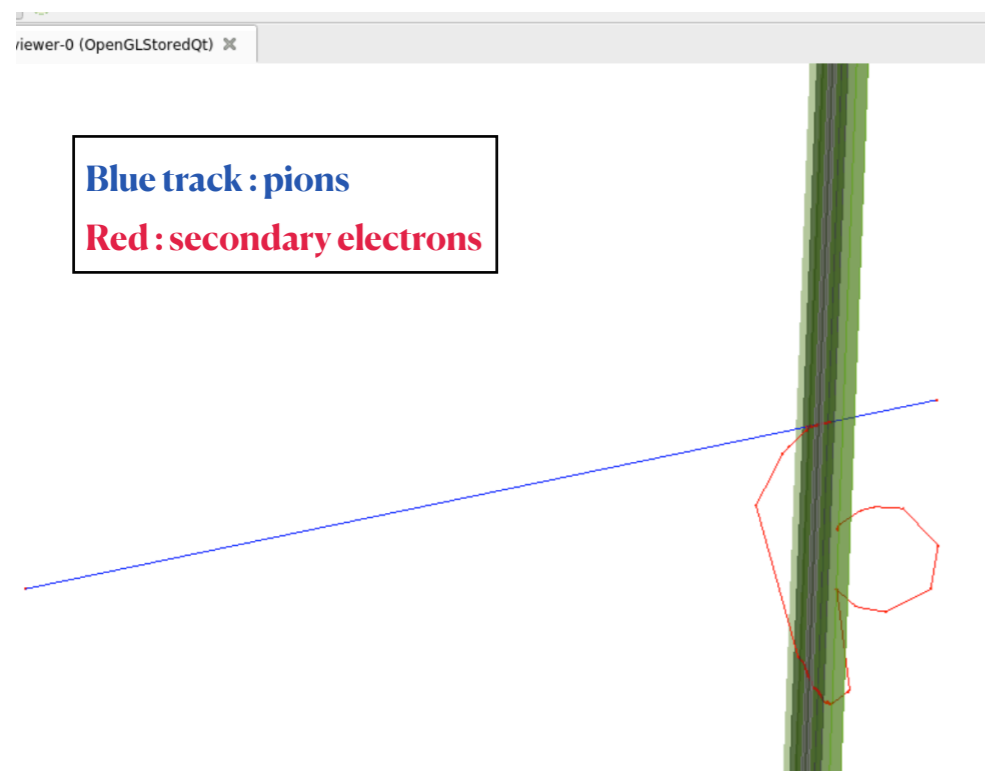 viewer-0 (OpenGLStoredQt)
Blue track : pions
Red : secondary electrons